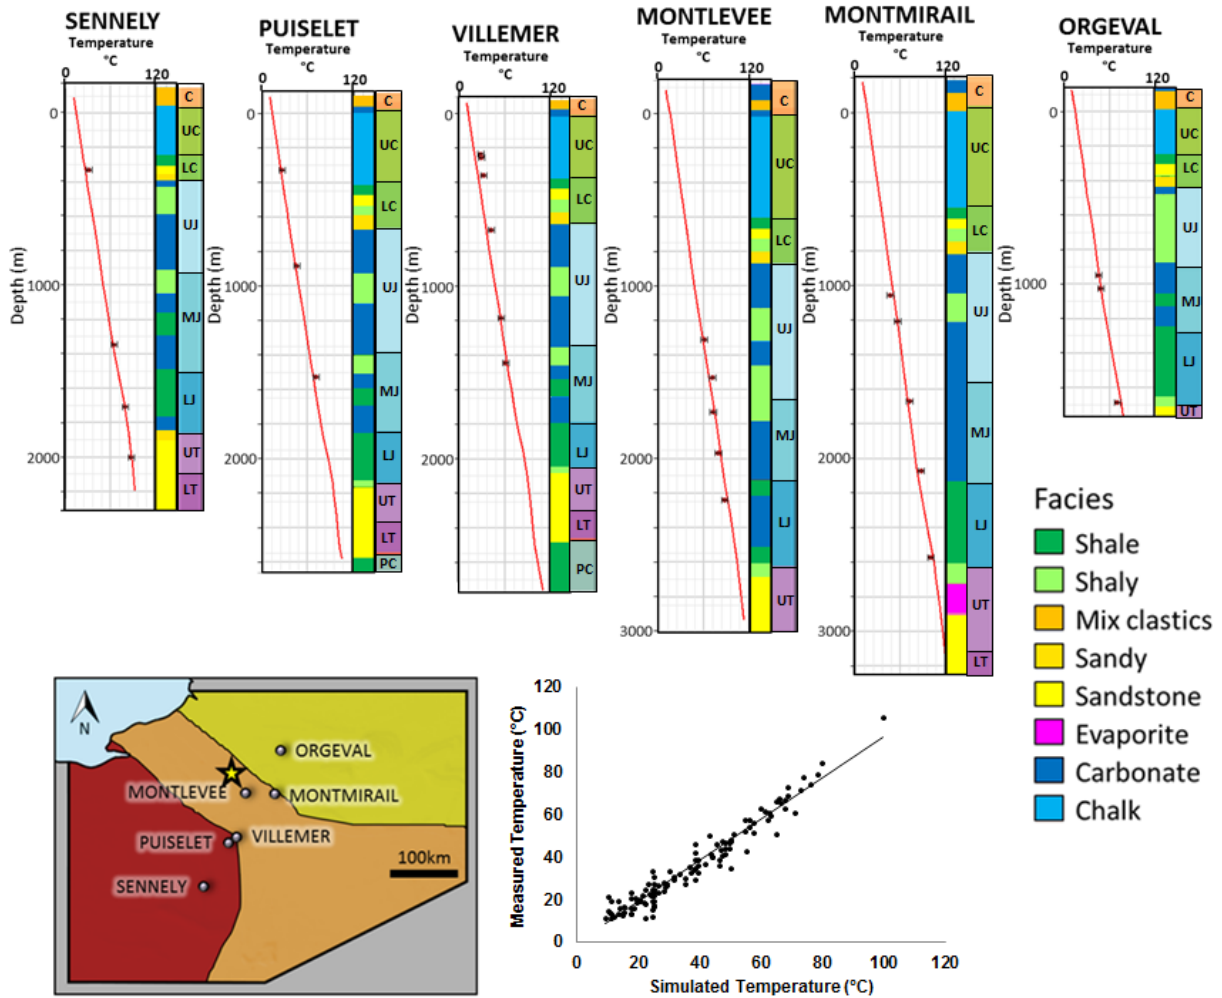 SENNELY
Temperature
°C
0 120
0
1000
2000
Depth (m)
C
UC
LC
UJ
MJ
LJ
UT
LT
PUISELET
Temperature
°C
0 120
0
1000
2000
Depth (m)
C
UC
LC
UJ
MJ
LJ
UT
LT
PC
VILLEMER
Temperature
°C
0 120
0
1000
2000
Depth (m)
C
UC
LC
UJ
MJ
LJ
UT
LT
PC
MONTLEVEE
Temperature
°C
0 120
0
1000
2000
3000
Depth (m)
C
UC
LC
UJ
MJ
LJ
UT
MONTMIRAIL
Temperature
°C
0 120
0
1000
2000
3000
Depth (m)
C
UC
LC
UJ
MJ
LJ
UT
LT
ORGEVAL
Temperature
°C
0 120
0
1000
Depth (m)
C
UC
LC
UJ
MJ
LJ
UT
Facies
Shale
Shaly
Mix clastics
Sandy
Sandstone
Evaporite
Carbonate
Chalk
N
ORGEVAL
MONTLEVEE
MONTMIRAIL
PUISELET
VILLEMER
SENNELY
100km
Measured Temperature (°C)
120
100
80
60
40
20
0
0 20 40 60 80 100 120
Simulated Temperature (°C)